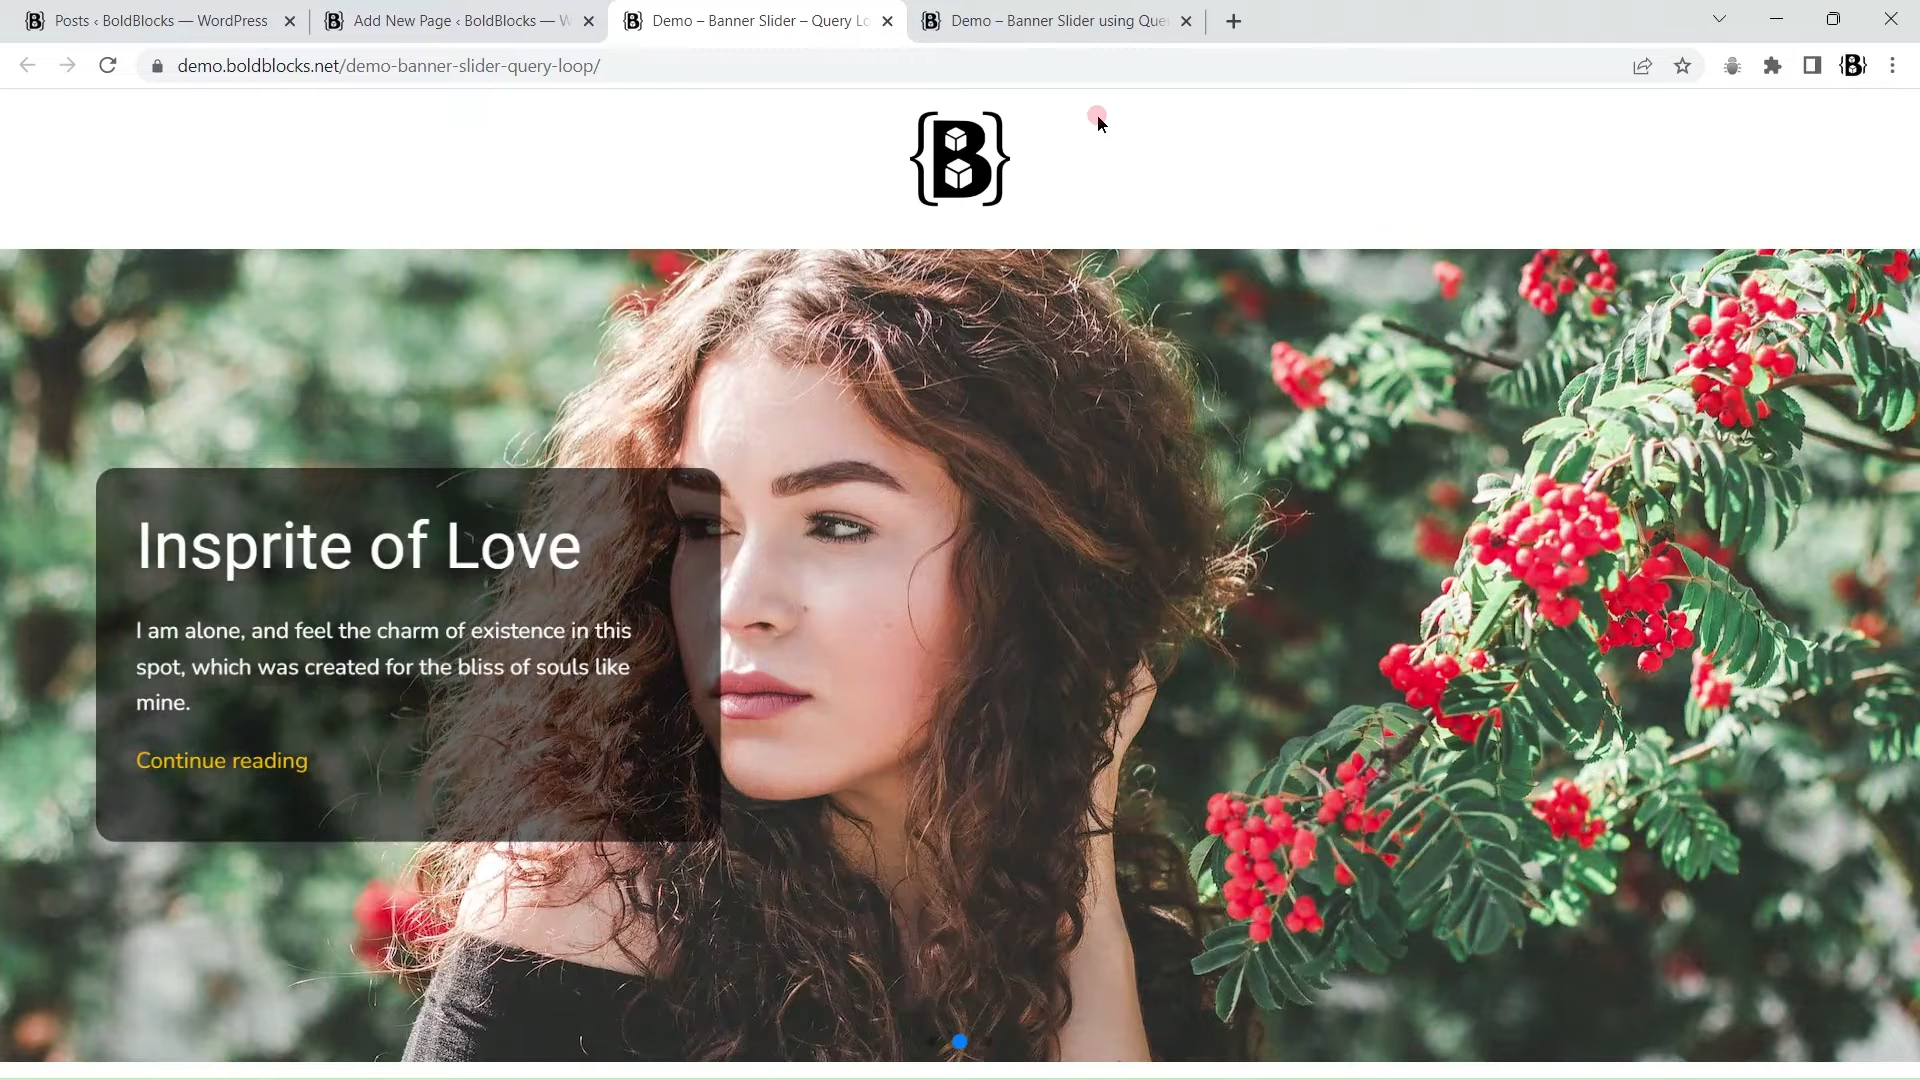 Posts ‹ BoldBlocks — WordPress
Add New Page ‹ BoldBlocks — W
Demo – Banner Slider – Query Lo
Demo – Banner Slider using Que
demo.boldblocks.net/demo-banner-slider-query-loop/
{B}
{B}
Insprite of Love
I am alone, and feel the charm of existence in this
spot, which was created for the bliss of souls like
mine.
Continue reading